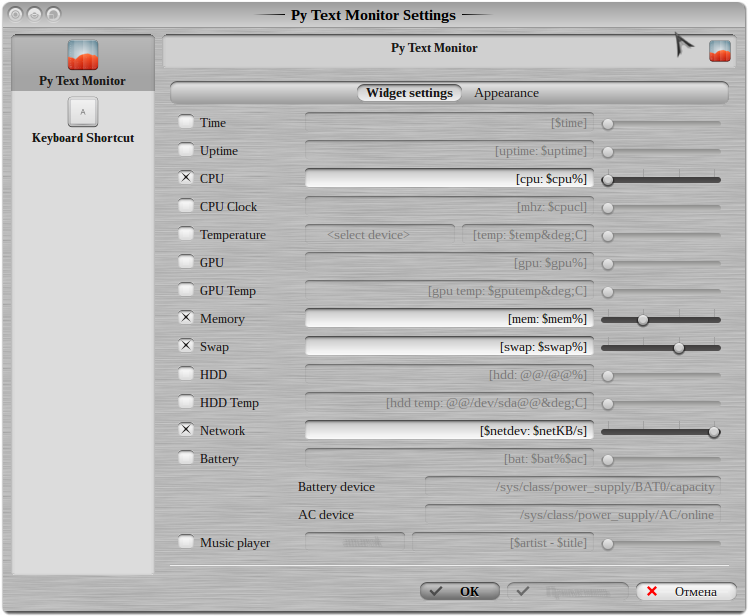 Py Text Monitor Settings
Py Text Monitor
A
Keyboard Shortcut
Py Text Monitor
Widget settings Appearance
Time [$time]
Uptime [uptime: $uptime]
CPU [cpu: $cpu%]
CPU Clock [mhz: $cpucl]
Temperature <select device> [temp: $temp&deg;C]
GPU [gpu: $gpu%]
GPU Temp [gpu temp: $gputemp&deg;C]
Memory [mem: $mem%]
Swap [swap: $swap%]
HDD [hdd: @@/@@%]
HDD Temp [hdd temp: @@/dev/sda@@&deg;C]
Network [$netdev: $netKB/s]
Battery [bat: $bat%$ac]
Battery device /sys/class/power_supply/BAT0/capacity
AC device /sys/class/power_supply/AC/online
Music player [$artist - $title]
OK Отмена